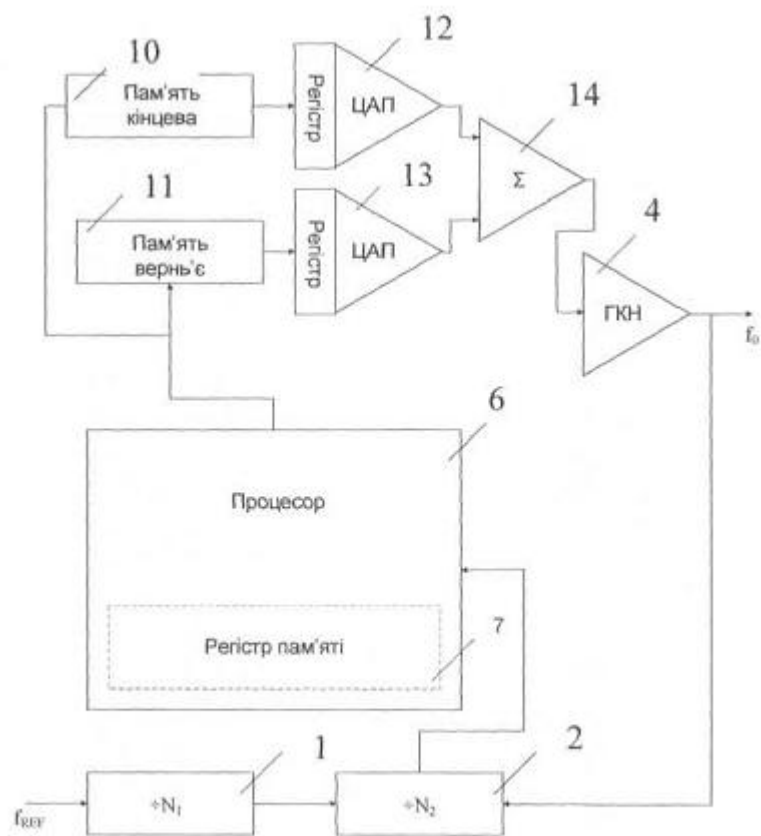 10
12
Пам'ять
кінцева
Регістр
ЦАП
14
Σ
11
13
Пам'ять
вернь'є
Регістр
ЦАП
4
ГКН
f₀
6
Процесор
7
Регістр пам'яті
1
2
fREF
÷N₁
÷N₂